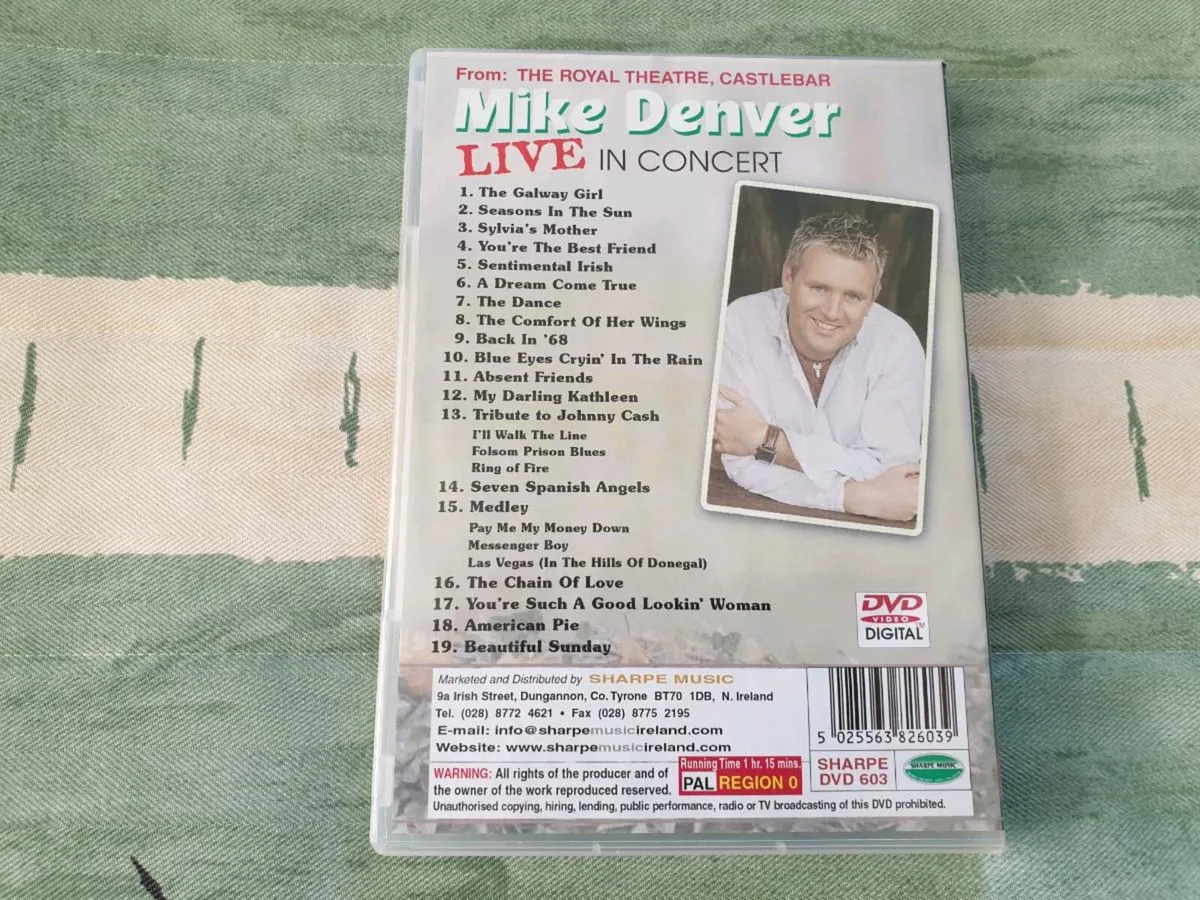 From: THE ROYAL THEATRE, CASTLEBAR
Mike Denver
LIVE IN CONCERT
1. The Galway Girl
2. Seasons In The Sun
3. Sylvia's Mother
4. You're The Best Friend
5. Sentimental Irish
6. A Dream Come True
7. The Dance
8. The Comfort Of Her Wings
9. Back In '68
10. Blue Eyes Cryin' In The Rain
11. Absent Friends
12. My Darling Kathleen
13. Tribute to Johnny Cash
I'll Walk The Line
Folsom Prison Blues
Ring of Fire
14. Seven Spanish Angels
15. Medley
Pay Me My Money Down
Messenger Boy
Las Vegas (In The Hills Of Donegal)
16. The Chain Of Love
17. You're Such A Good Lookin' Woman
18. American Pie
19. Beautiful Sunday
DVD
VIDEO
DIGITAL™
Marketed and Distributed by SHARPE MUSIC
9a Irish Street, Dungannon, Co. Tyrone BT70 1DB, N. Ireland
Tel. (028) 8772 4621 • Fax (028) 8775 2195
E-mail: info@sharpemusicireland.com
Website: www.sharpemusicireland.com
WARNING: All rights of the producer and of
the owner of the work reproduced reserved.
Unauthorised copying, hiring, lending, public performance, radio or TV broadcasting of this DVD prohibited.
Running Time 1 hr. 15 mins.
PAL REGION 0
5 025563 826039
SHARPE
DVD 603
SHARPE MUSIC